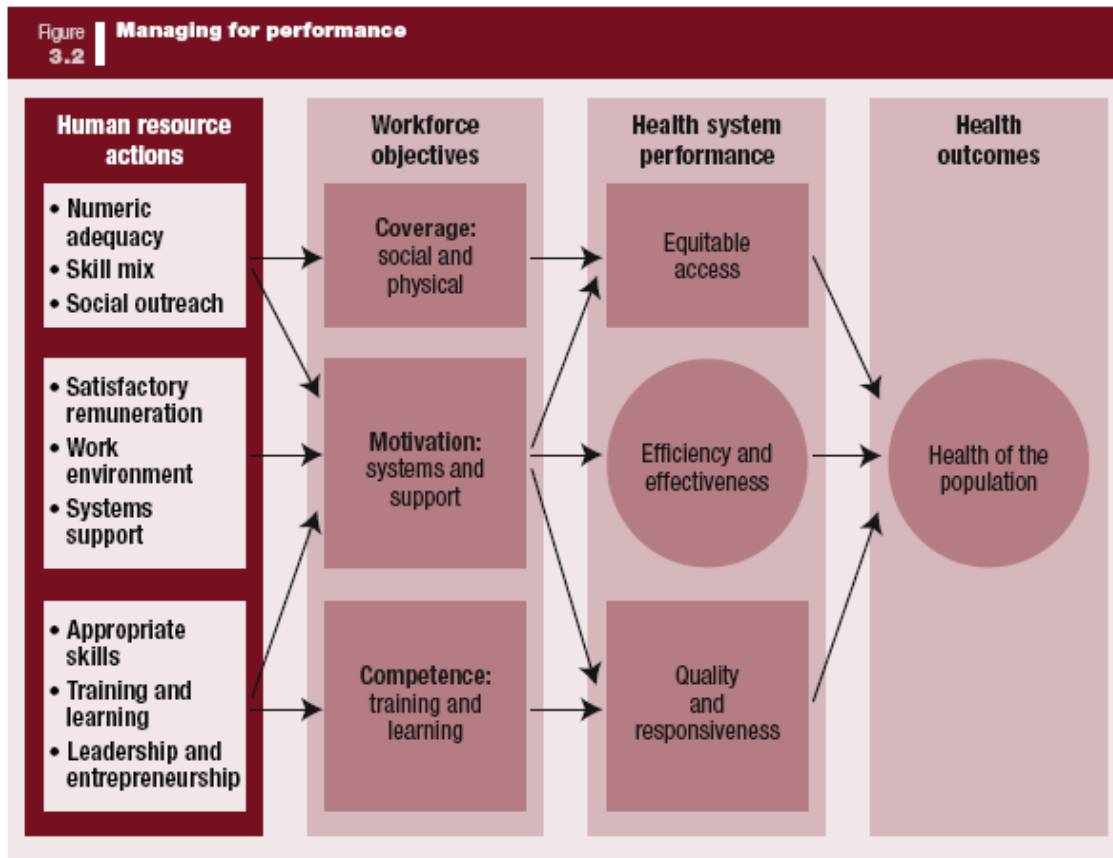 Figure
3.2
Managing for performance
Human resource
actions
• Numeric
adequacy
• Skill mix
• Social outreach
• Satisfactory
remuneration
• Work
environment
• Systems
support
• Appropriate
skills
• Training and
learning
• Leadership and
entrepreneurship
Workforce
objectives
Coverage:
social and
physical
Motivation:
systems and
support
Competence:
training and
learning
Health system
performance
Equitable
access
Efficiency and
effectiveness
Quality
and
responsiveness
Health
outcomes
Health of the
population